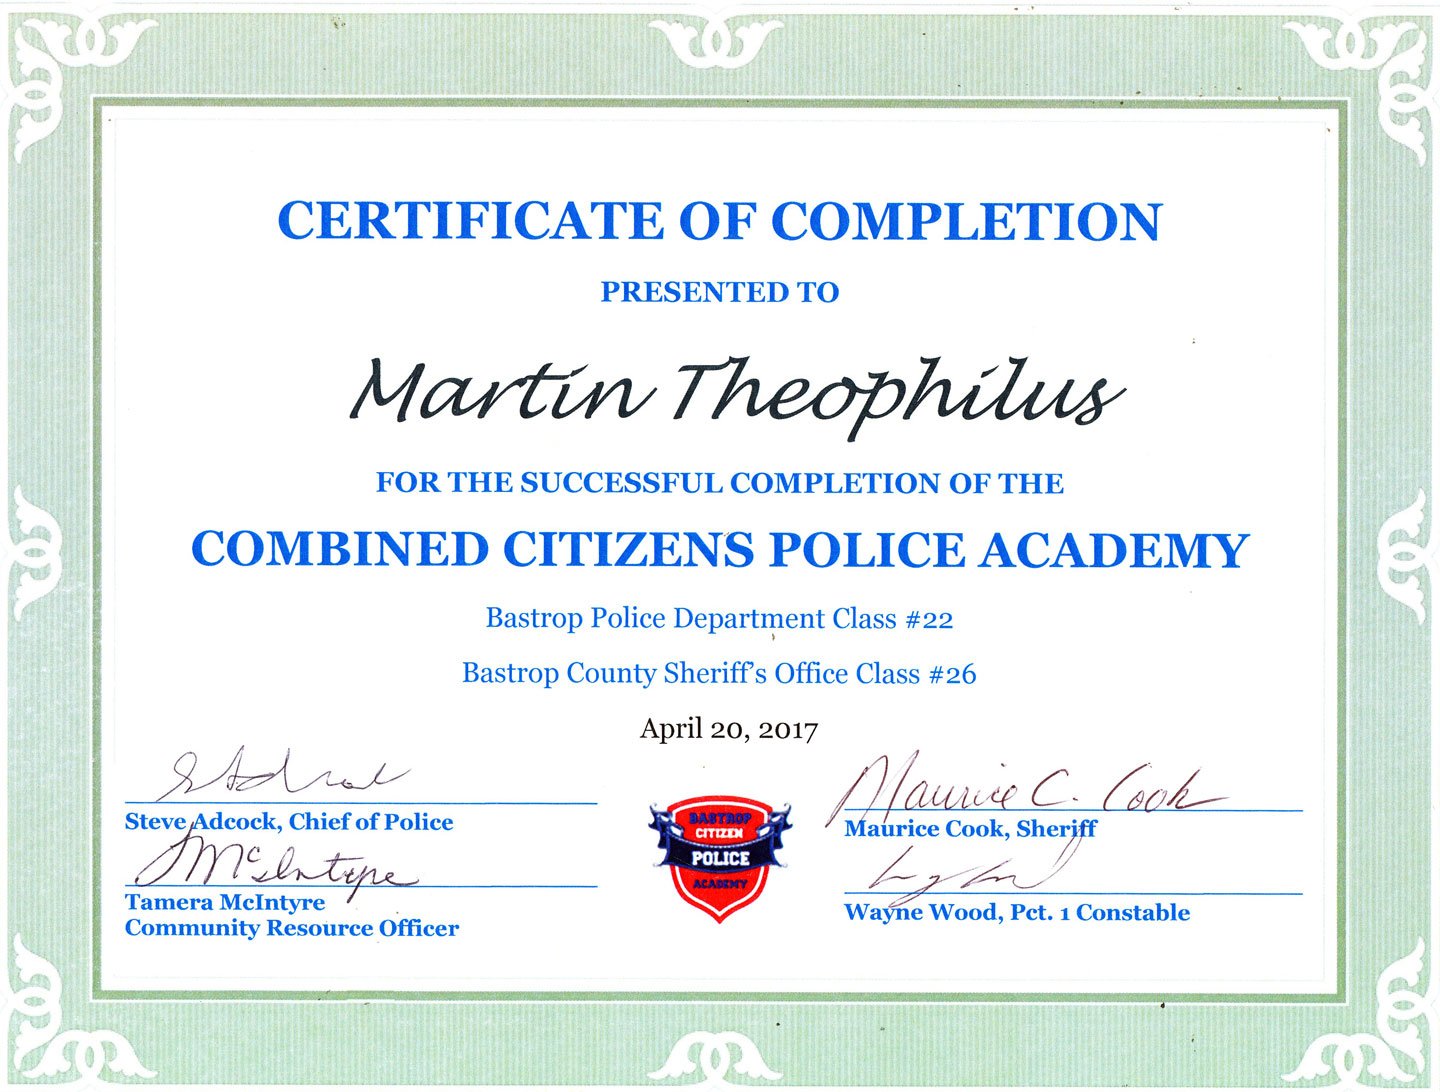 CERTIFICATE OF COMPLETION
PRESENTED TO
Martin Theophilus
FOR THE SUCCESSFUL COMPLETION OF THE
COMBINED CITIZENS POLICE ACADEMY
Bastrop Police Department Class #22
Bastrop County Sheriff's Office Class #26
April 20, 2017
S Adcock
Steve Adcock, Chief of Police
T McIntyre
Tamera McIntyre
Community Resource Officer
BASTROP
CITIZEN
POLICE
ACADEMY
Maurice C. Cook
Maurice Cook, Sheriff
Wayne Wood, Pct. 1 Constable